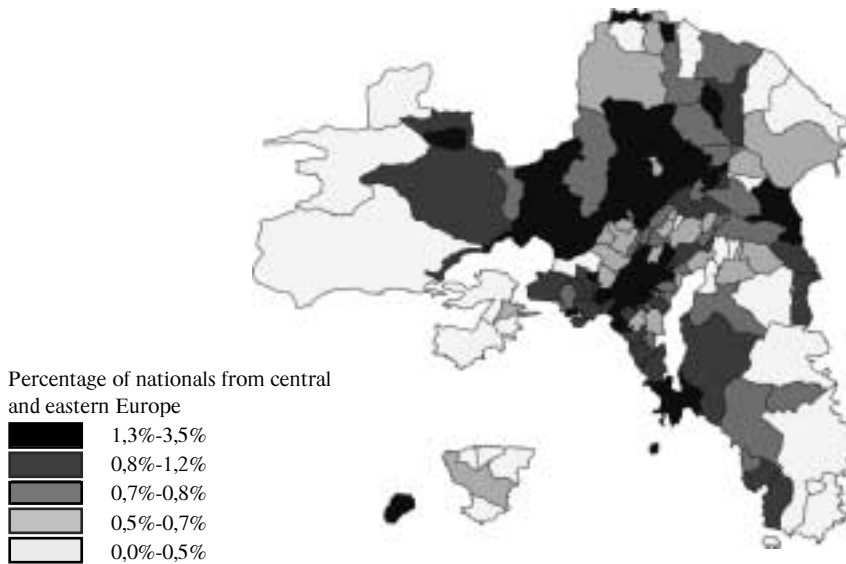 Percentage of nationals from central
and eastern Europe
1,3%-3,5%
0,8%-1,2%
0,7%-0,8%
0,5%-0,7%
0,0%-0,5%